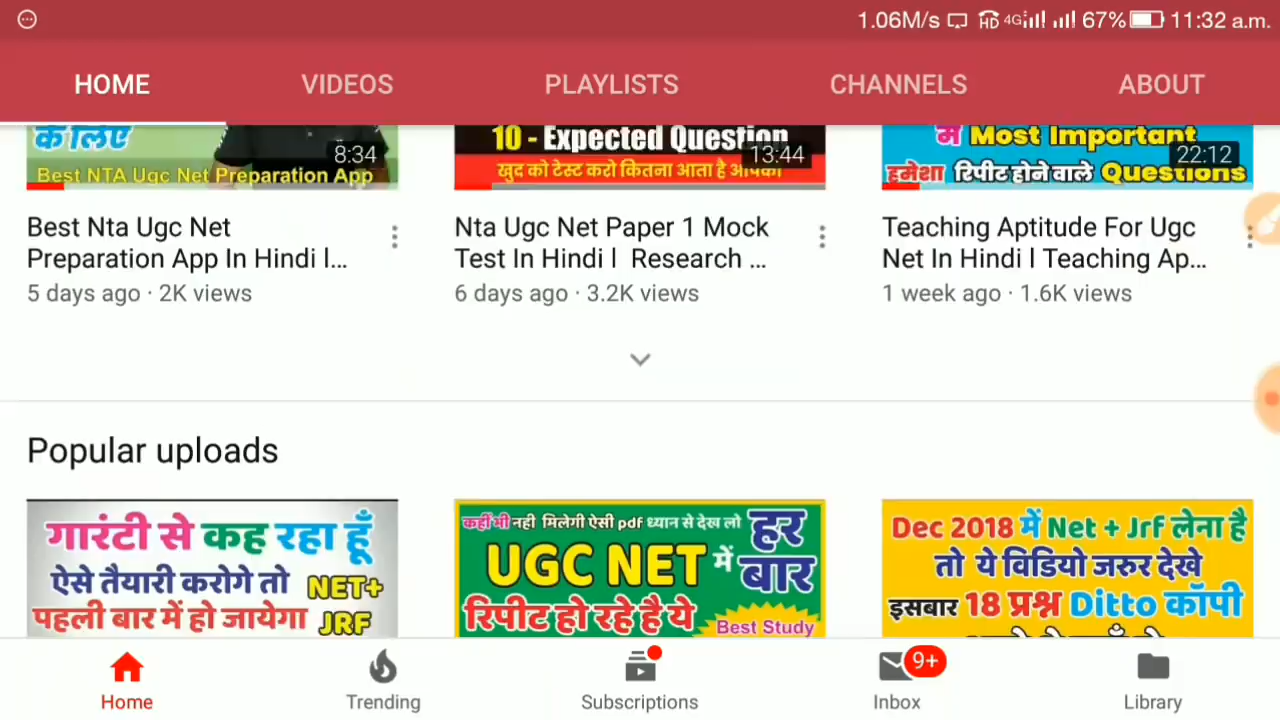 1.06M/s HD 4G 67% 11:32 a.m.
HOME VIDEOS PLAYLISTS CHANNELS ABOUT
के लिए
8:34
Best NTA Ugc Net Preparation App
10 - Expected Question
13:44
खुद को टेस्ट करो कितना आता है आपको
में Most Important
22:12
हमेशा रिपीट होने वाले Questions
Best Nta Ugc Net
Preparation App In Hindi l...
5 days ago · 2K views
Nta Ugc Net Paper 1 Mock
Test In Hindi l Research ...
6 days ago · 3.2K views
Teaching Aptitude For Ugc
Net In Hindi l Teaching Ap...
1 week ago · 1.6K views
Popular uploads
गारंटी से कह रहा हूँ
ऐसे तैयारी करोगे तो NET+
पहली बार में हो जायेगा JRF
कहीं भी नही मिलेगी ऐसी pdf ध्यान से देख लो हर
UGC NET में बार
रिपीट हो रहे है ये
Best Study
Dec 2018 में Net + Jrf लेना है
तो ये विडियो जरुर देखे
इसबार 18 प्रश्न Ditto कॉपी
Home Trending Subscriptions Inbox 9+ Library